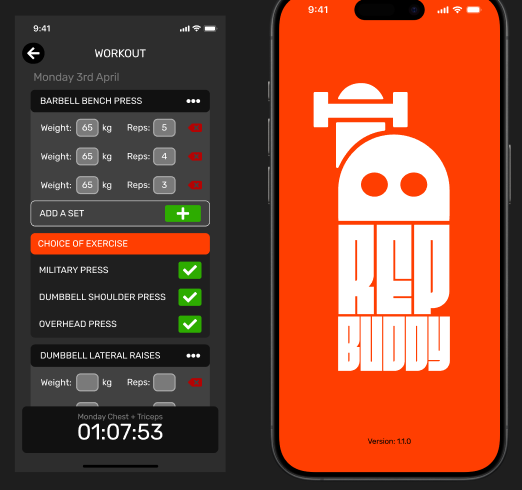 9:41
WORKOUT
Monday 3rd April
BARBELL BENCH PRESS
Weight: 65 kg Reps: 5
Weight: 65 kg Reps: 4
Weight: 65 kg Reps: 3
ADD A SET
CHOICE OF EXERCISE
MILITARY PRESS
DUMBBELL SHOULDER PRESS
OVERHEAD PRESS
DUMBBELL LATERAL RAISES
Weight: kg Reps:
Monday Chest + Triceps
01:07:53
9:41
REP
BUDDY
Version: 1.1.0